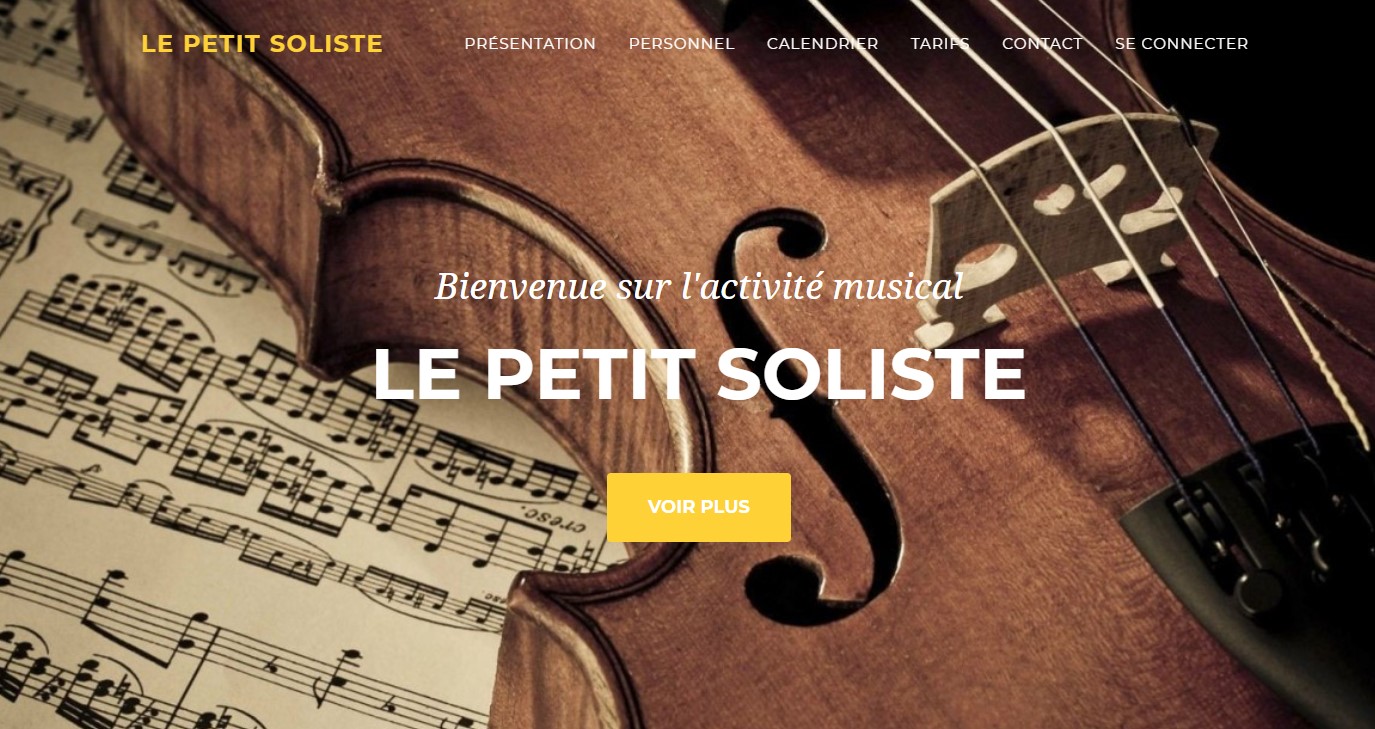 LE PETIT SOLISTE PRÉSENTATION PERSONNEL CALENDRIER TARIFS CONTACT SE CONNECTER
Bienvenue sur l'activité musical
LE PETIT SOLISTE
VOIR PLUS
cresc.